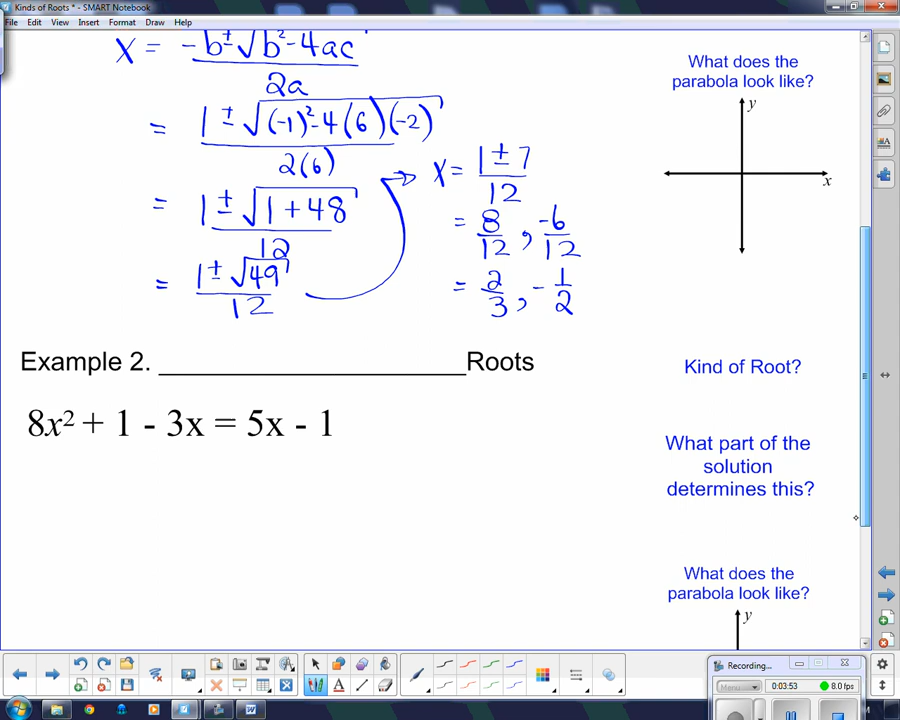 Kinds of Roots * - SMART Notebook
File Edit View Insert Format Draw Help
x = -b ± √b² - 4ac
2a
= 1 ± √(-1)² - 4(6)(-2)
2(6)
= 1 ± √1 + 48
12
= 1 ± √49
12
x = 1 ± 7
12
= 8/12, -6/12
= 2/3, -1/2
What does the
parabola look like?
y
x
Example 2. ______________________Roots
8x² + 1 - 3x = 5x - 1
Kind of Root?
What part of the
solution
determines this?
What does the
parabola look like?
y
Recording...
Menu
0:03:53
8.0 fps